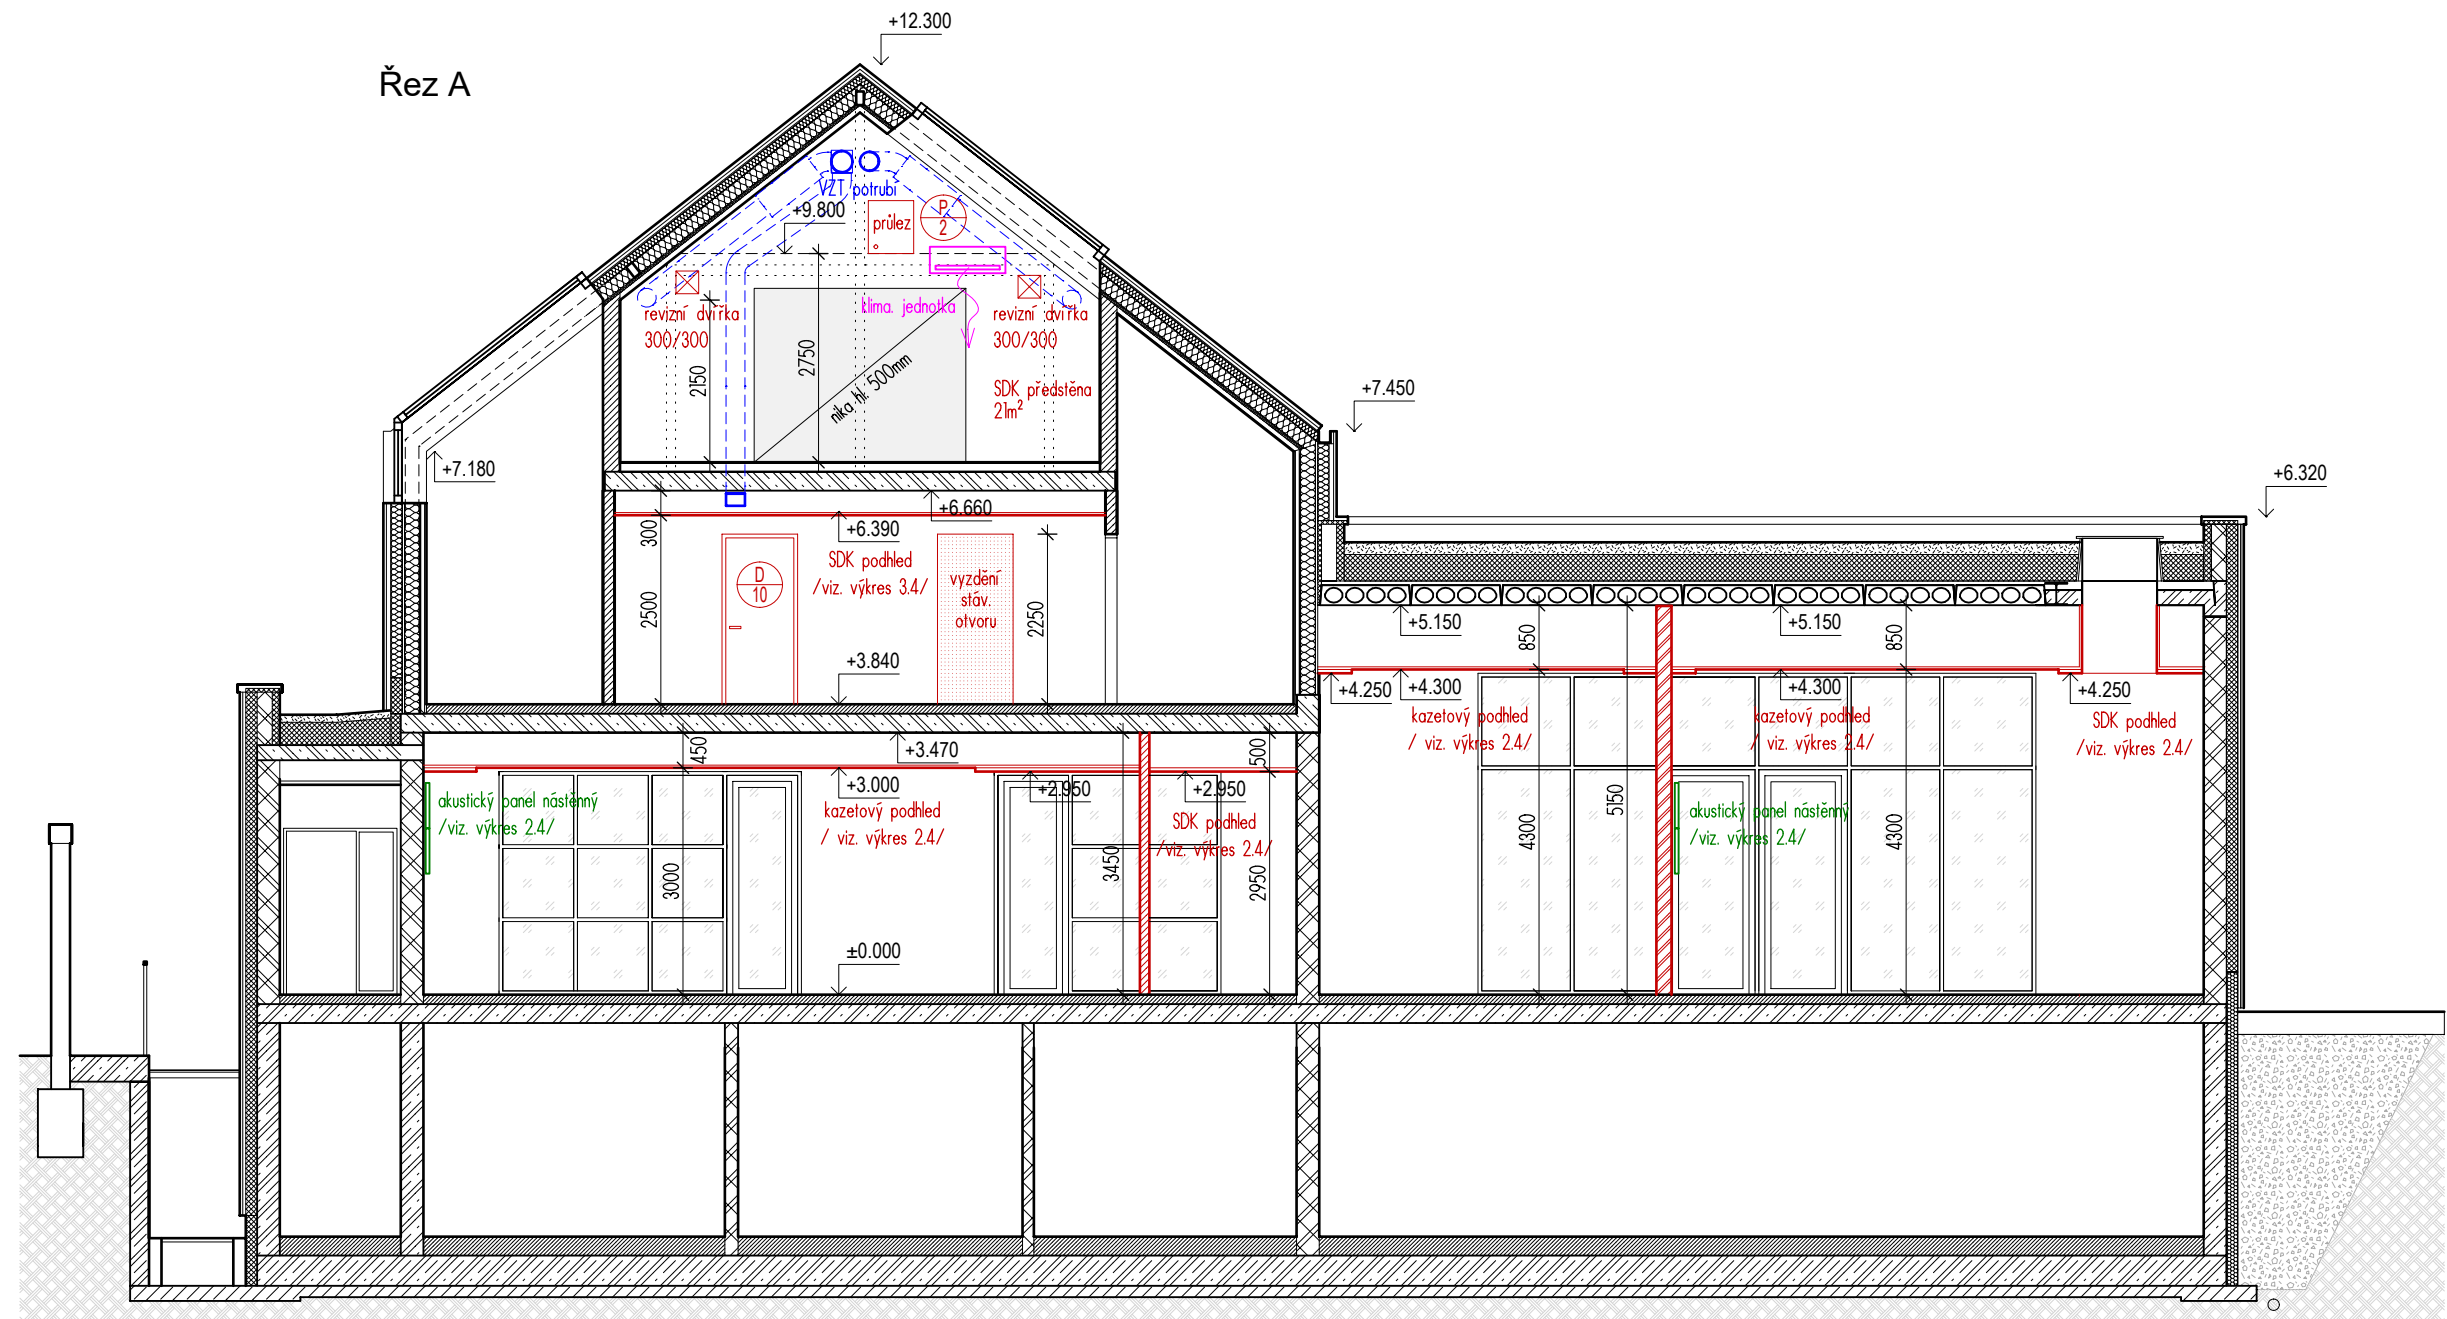 +12.300
Řez A
VZT potrubí
+9.800
průlez
P
2
klima. jednotka
revizní dvířka
300/300
revizní dvířka
300/300
2150
2750
nika hl. 500mm
SDK předstěna
21m²
+7.450
+7.180
+6.320
+6.660
+6.390
300
SDK podhled
/viz. výkres 3.4/
D
10
vyzdění
stáv.
otvoru
2500
2250
+3.840
+5.150
+5.150
850
850
+4.250
+4.300
+4.300
+4.250
kazetový podhled
/ viz. výkres 2.4/
kazetový podhled
/ viz. výkres 2.4/
SDK podhled
/viz. výkres 2.4/
450
+3.470
500
+3.000
+2.950
+2.950
akustický panel nástěnný
/viz. výkres 2.4/
kazetový podhled
/ viz. výkres 2.4/
SDK podhled
/viz. výkres 2.4/
akustický panel nástěnný
/viz. výkres 2.4/
3000
3450
2950
4300
5150
4300
±0.000